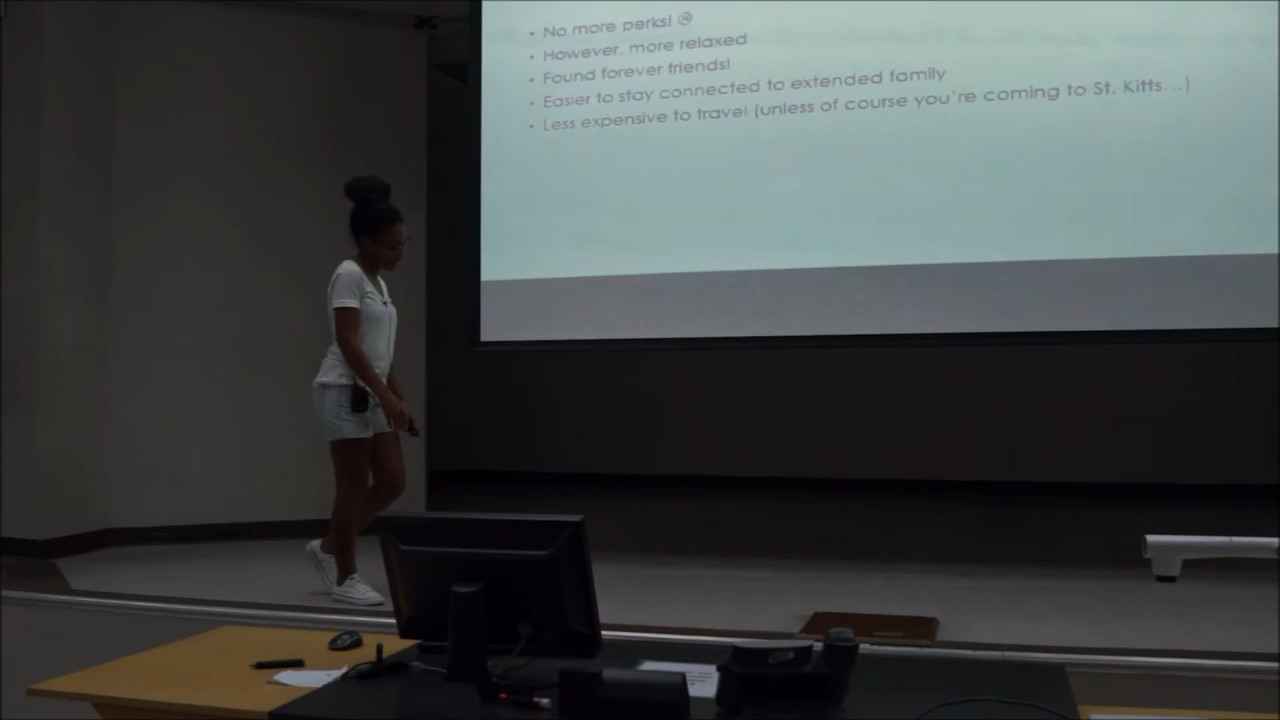 • No more perks! ☹
• However, more relaxed
• Found forever friends!
• Easier to stay connected to extended family
• Less expensive to travel (unless of course you're coming to St. Kitts…)